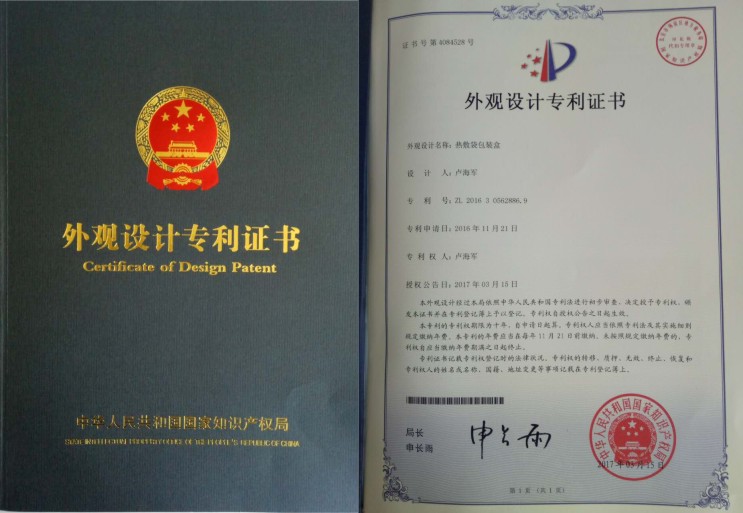 外观设计专利证书
Certificate of Design Patent
中华人民共和国国家知识产权局
STATE INTELLECTUAL PROPERTY OFFICE OF THE PEOPLE'S REPUBLIC OF CHINA
证书号第4084528号
外观设计专利证书
外观设计名称：热敷袋包装盒
设 计 人：卢海军
专 利 号：ZL 2016 3 0562886.9
专利申请日：2016年11月21日
专 利 权 人：卢海军
授权公告日：2017年03月15日
本外观设计经过本局依照中华人民共和国专利法进行初步审查，决定授予专利权，颁
发本证书并在专利登记簿上予以登记。专利权自授权公告之日起生效。
本专利的专利权期限为十年，自申请日起算。专利权人应当依照专利法及其实施细则
规定缴纳年费。本专利的年费应当在每年11月21日前缴纳。未按照规定缴纳年费的，专
利权自应当缴纳年费期满之日起终止。
专利证书记载专利权登记时的法律状况。专利权的转移、质押、无效、终止、恢复和
专利权人的姓名或名称、国籍、地址变更等事项记载在专利登记簿上。
局长
申长雨
申长雨
中华人民共和国国家知识产权局
2017年03月15日
第 1 页 （共 1 页）